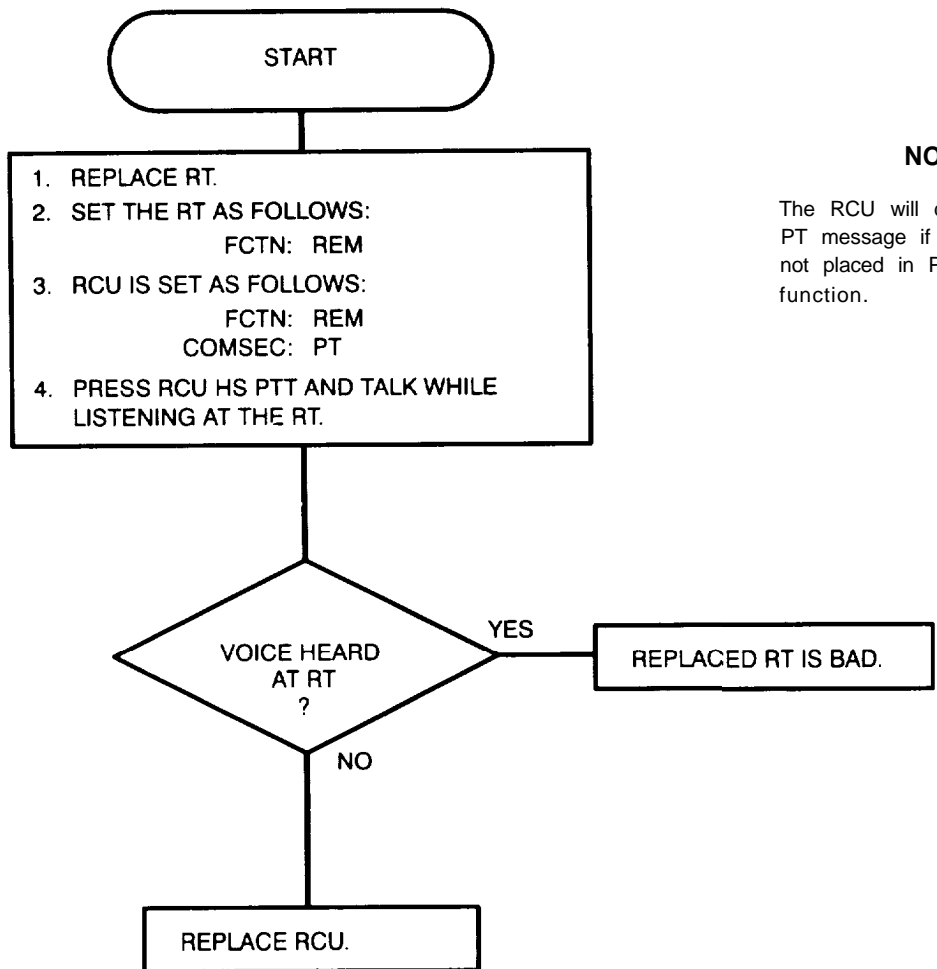 START
1. REPLACE RT.
2. SET THE RT AS FOLLOWS:
FCTN: REM
3. RCU IS SET AS FOLLOWS:
FCTN: REM
COMSEC: PT
4. PRESS RCU HS PTT AND TALK WHILE
LISTENING AT THE RT.
The RCU will
PT message if
not placed in
function.
VOICE HEARD
AT RT
?
YES
REPLACED RT IS BAD.
NO
REPLACE RCU.